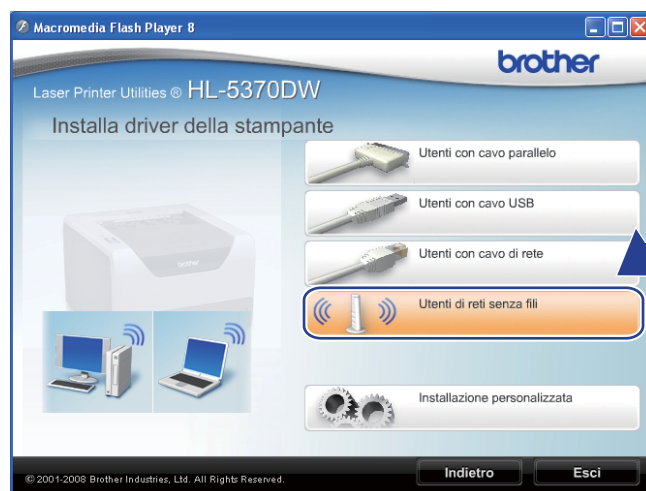 Macromedia Flash Player 8
brother
Laser Printer Utilities ® HL-5370DW
Installa driver della stampante
Utenti con cavo parallelo
Utenti con cavo USB
Utenti con cavo di rete
Utenti di reti senza fili
Installazione personalizzata
© 2001-2008 Brother Industries, Ltd. All Rights Reserved.
Indietro
Esci